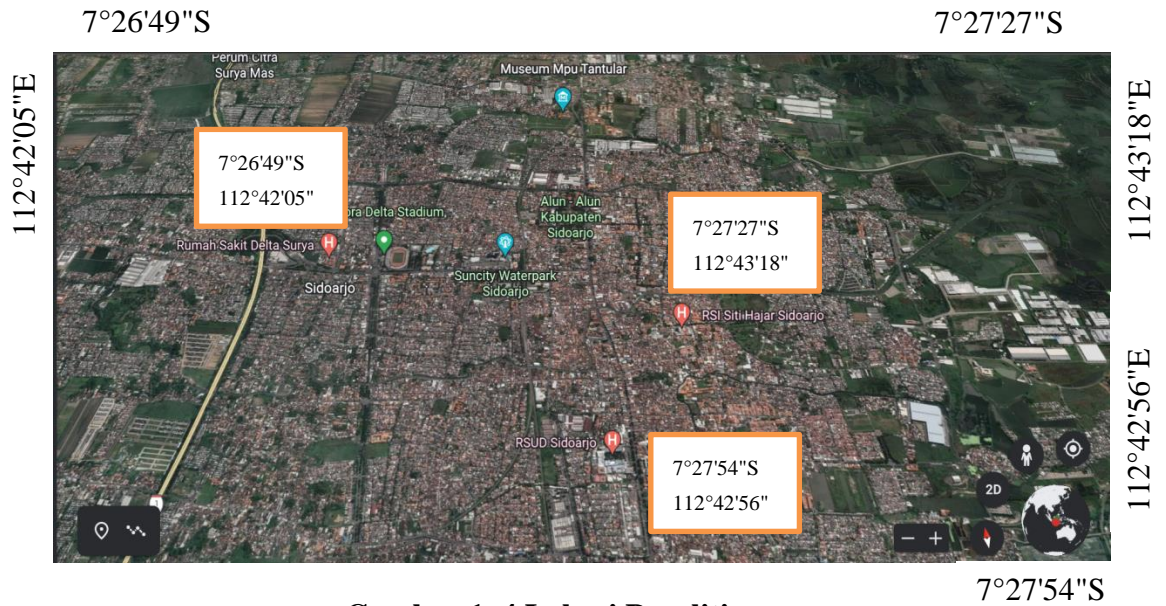 7°26'49"S
7°27'27"S
112°42'05"E
112°43'18"E
Perum Citra
Surya Mas
Museum Mpu Tantular
7°26'49"S
112°42'05"
Delta Stadium,
Alun - Alun
Kabupaten
Sidoarjo
7°27'27"S
112°43'18"
Rumah Sakit Delta Surya
Suncity Waterpark
Sidoarjo
Sidoarjo
RSI Siti Hajar Sidoarjo
112°42'56"E
RSUD Sidoarjo
7°27'54"S
112°42'56"
2D
7°27'54"S